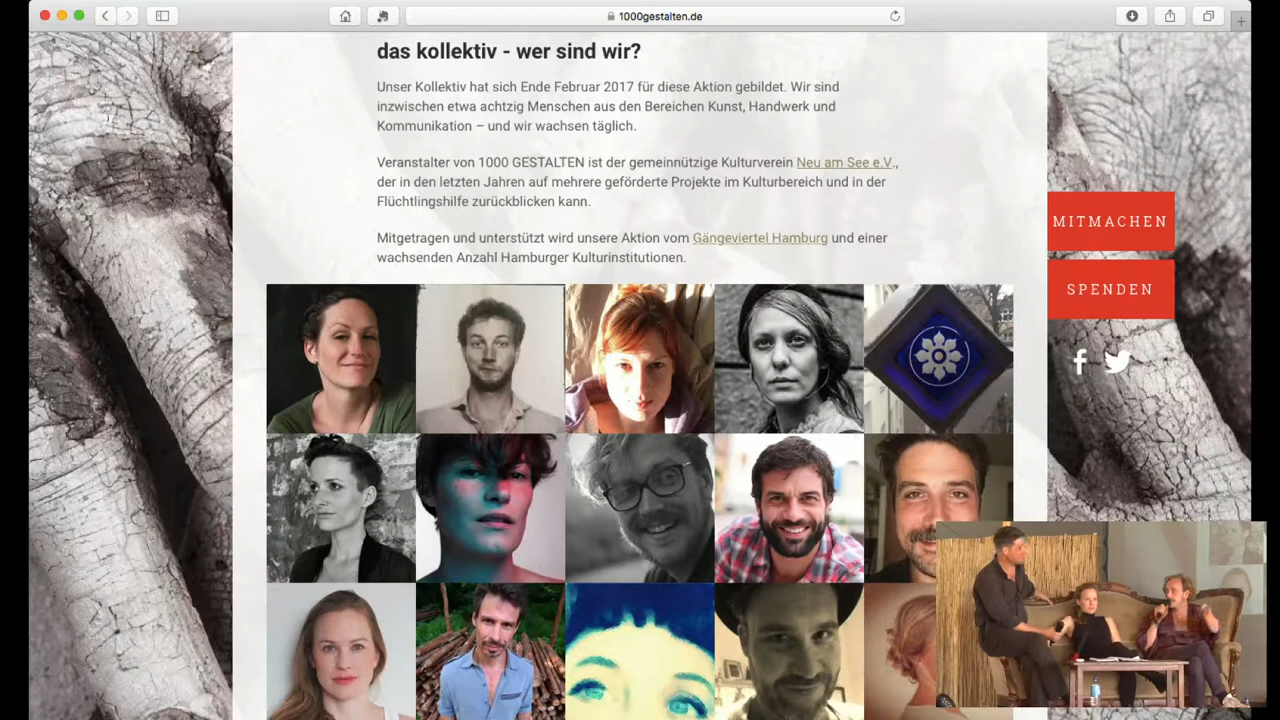 1000gestalten.de
das kollektiv - wer sind wir?
Unser Kollektiv hat sich Ende Februar 2017 für diese Aktion gebildet. Wir sind
inzwischen etwa achtzig Menschen aus den Bereichen Kunst, Handwerk und
Kommunikation – und wir wachsen täglich.
Veranstalter von 1000 GESTALTEN ist der gemeinnützige Kulturverein Neu am See e.V.,
der in den letzten Jahren auf mehrere geförderte Projekte im Kulturbereich und in der
Flüchtlingshilfe zurückblicken kann.
Mitgetragen und unterstützt wird unsere Aktion vom Gängeviertel Hamburg und einer
wachsenden Anzahl Hamburger Kulturinstitutionen.
MITMACHEN
SPENDEN